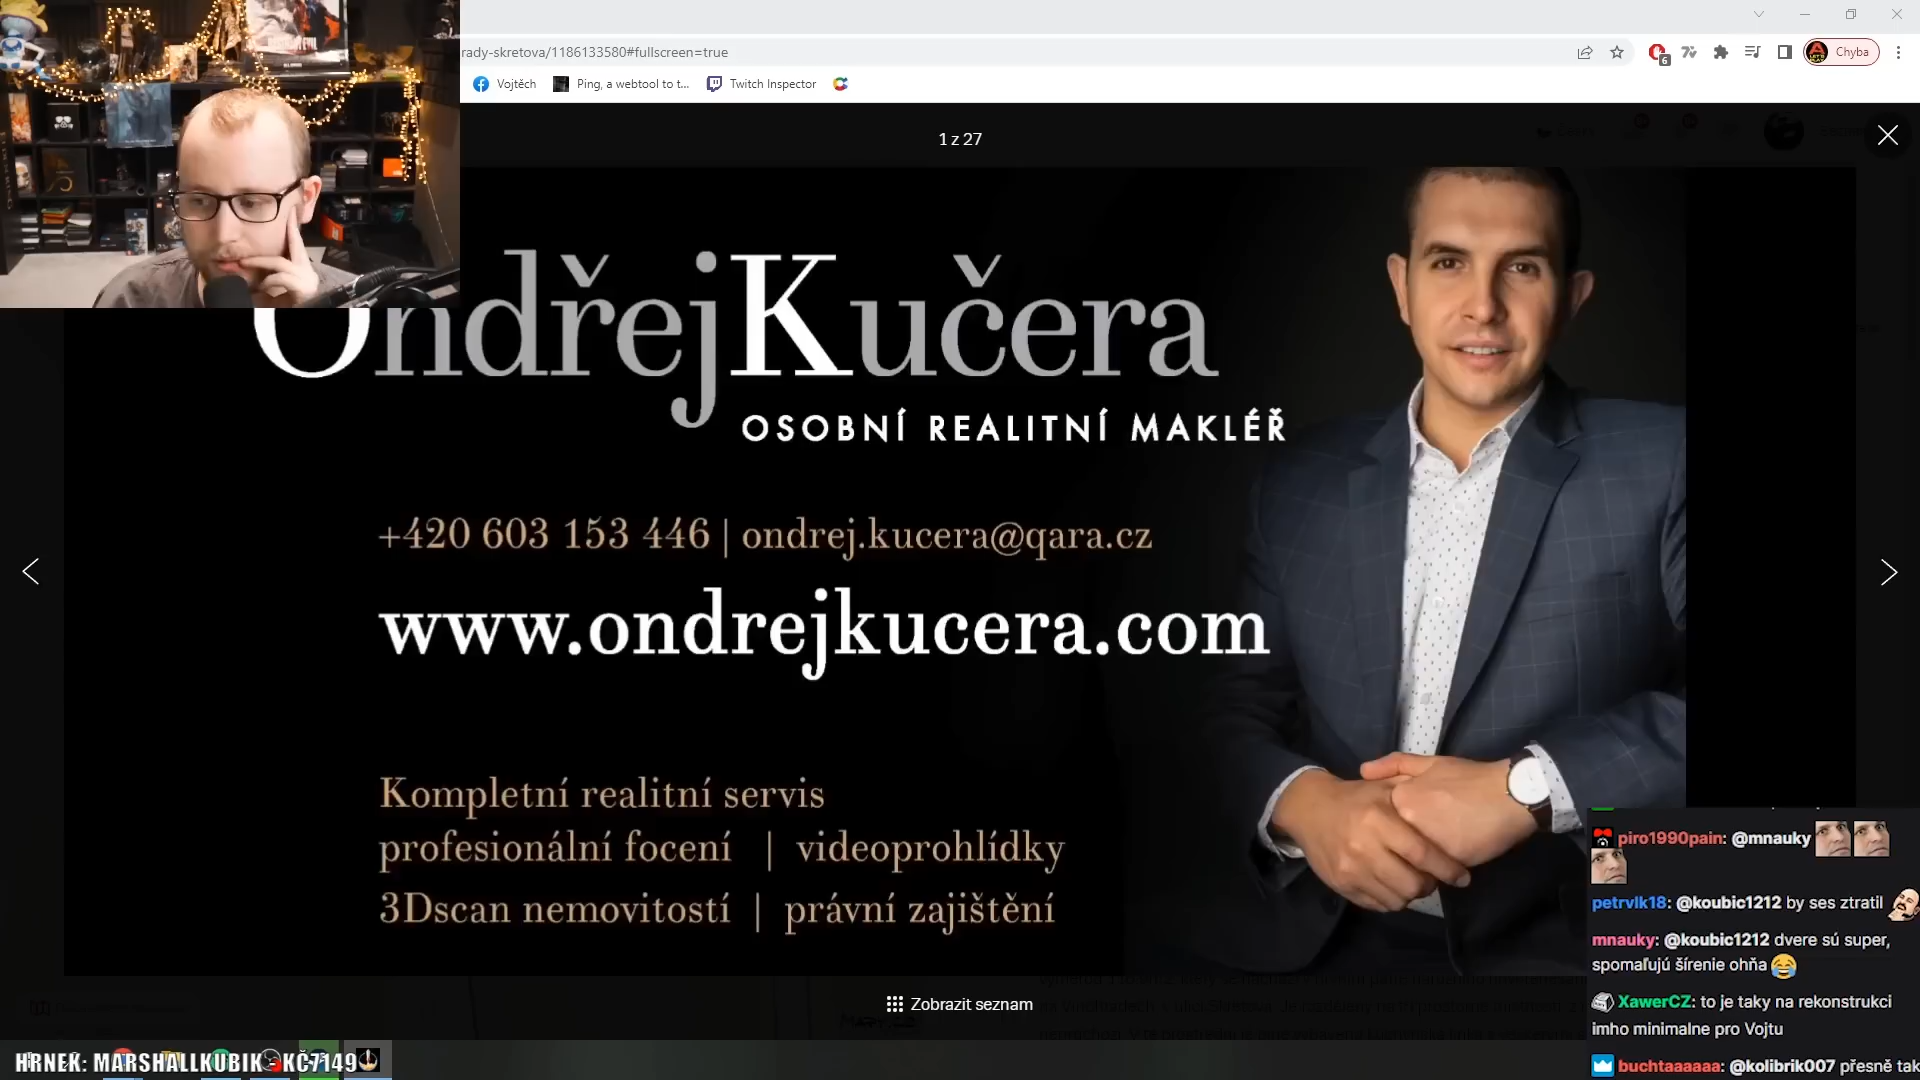 rady-skretova/1186133580#fullscreen=true
Chyba
6
Vojtěch
Ping, a webtool to t...
Twitch Inspector
1 z 27
OndřejKučera
OSOBNÍ REALITNÍ MAKLÉŘ
+420 603 153 446 | ondrej.kucera@qara.cz
www.ondrejkucera.com
Kompletní realitní servis
profesionální focení | videoprohlídky
3Dscan nemovitostí | právní zajištění
Zobrazit seznam
piro1990pain: @mnauky
petrvlk18: @koubic1212 by ses ztratil
mnauky: @koubic1212 dvere sú super,
spomaľujú šírenie ohňa
XawerCZ: to je taky na rekonstrukci
imho minimalne pro Vojtu
buchtaaaaaa: @kolibrik007 přesně tak
HRNEK: MARSHALLKUBIK - KČ7149